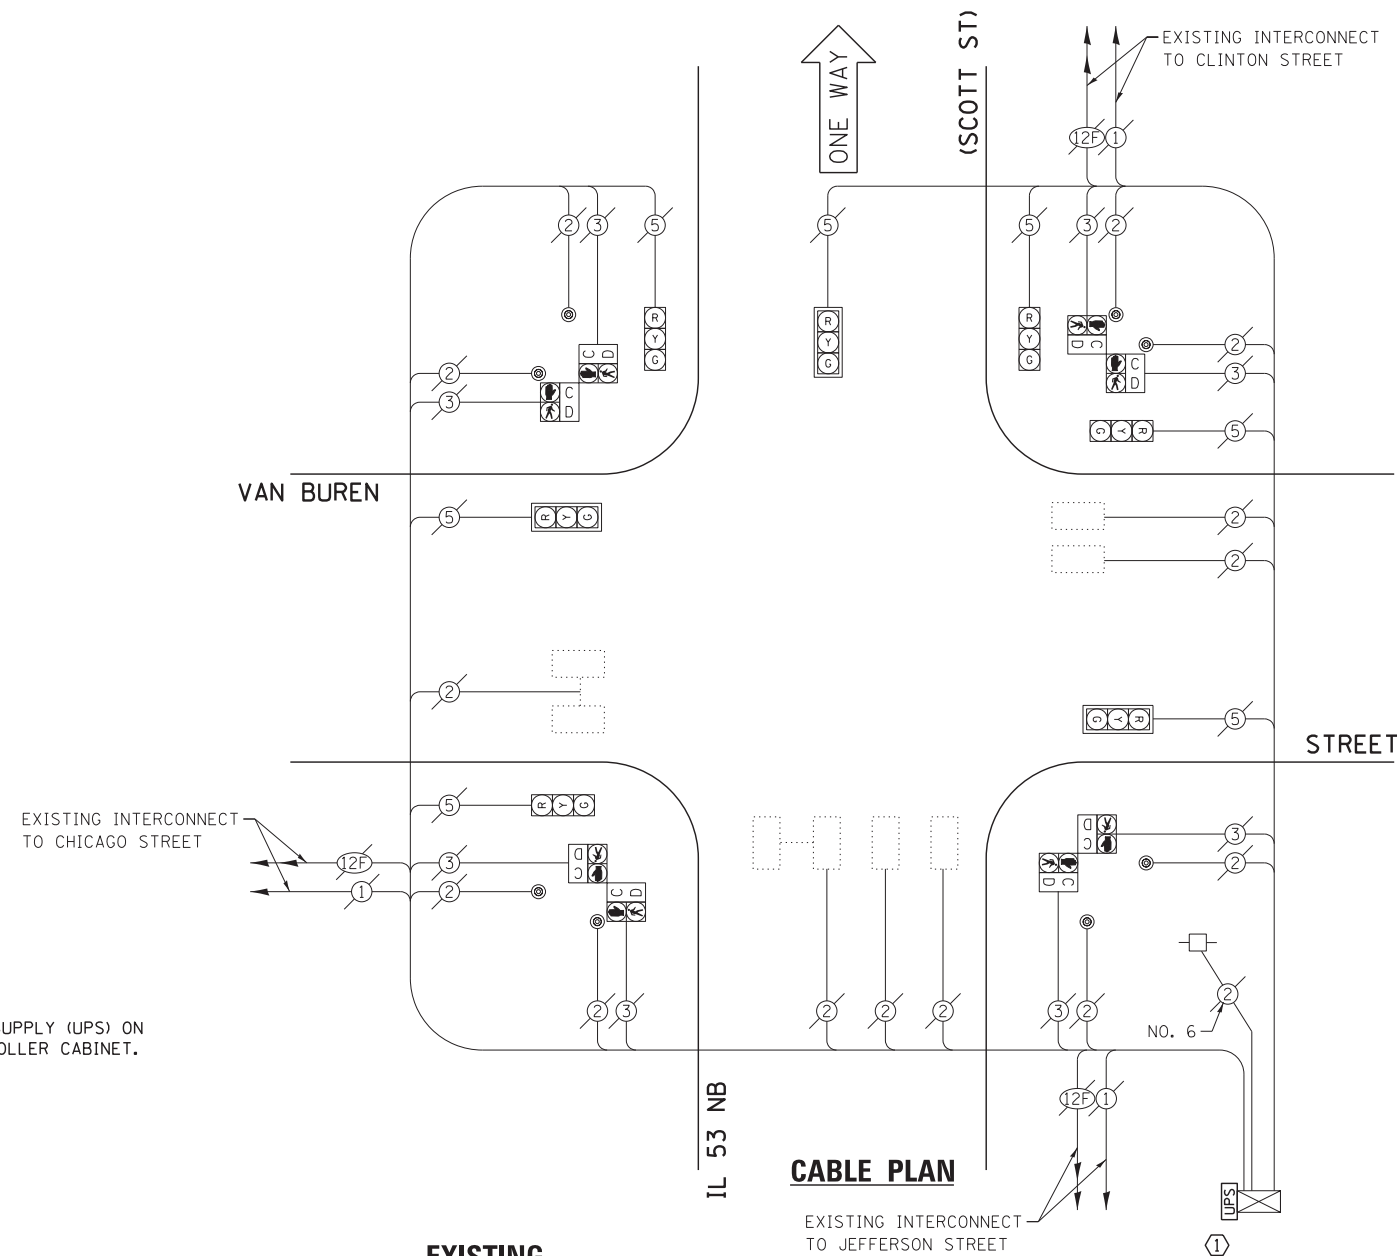 (SCOTT ST)
ONE WAY
EXISTING INTERCONNECT
TO CLINTON STREET
12F 1
2 3 5 5 5 3 2
R Y G
R Y G
R Y G
C D
D C
2
3
C
D
C
D
2
3
R Y G
5
VAN BUREN
5
R Y G
2
2
2
R Y G
5
STREET
EXISTING INTERCONNECT
TO CHICAGO STREET
5
R Y G
12F
3
D
C
1
2
C D
D
C
3
2
D C
2 3 2 2 2 3 2
2
NO. 6
SUPPLY (UPS) ON
OLLER CABINET.
12F 1
IL 53 NB
CABLE PLAN
EXISTING INTERCONNECT
TO JEFFERSON STREET
UPS
1
EXISTING